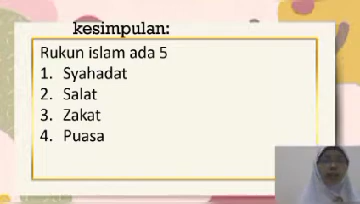 kesimpulan:
Rukun islam ada 5
1. Syahadat
2. Salat
3. Zakat
4. Puasa